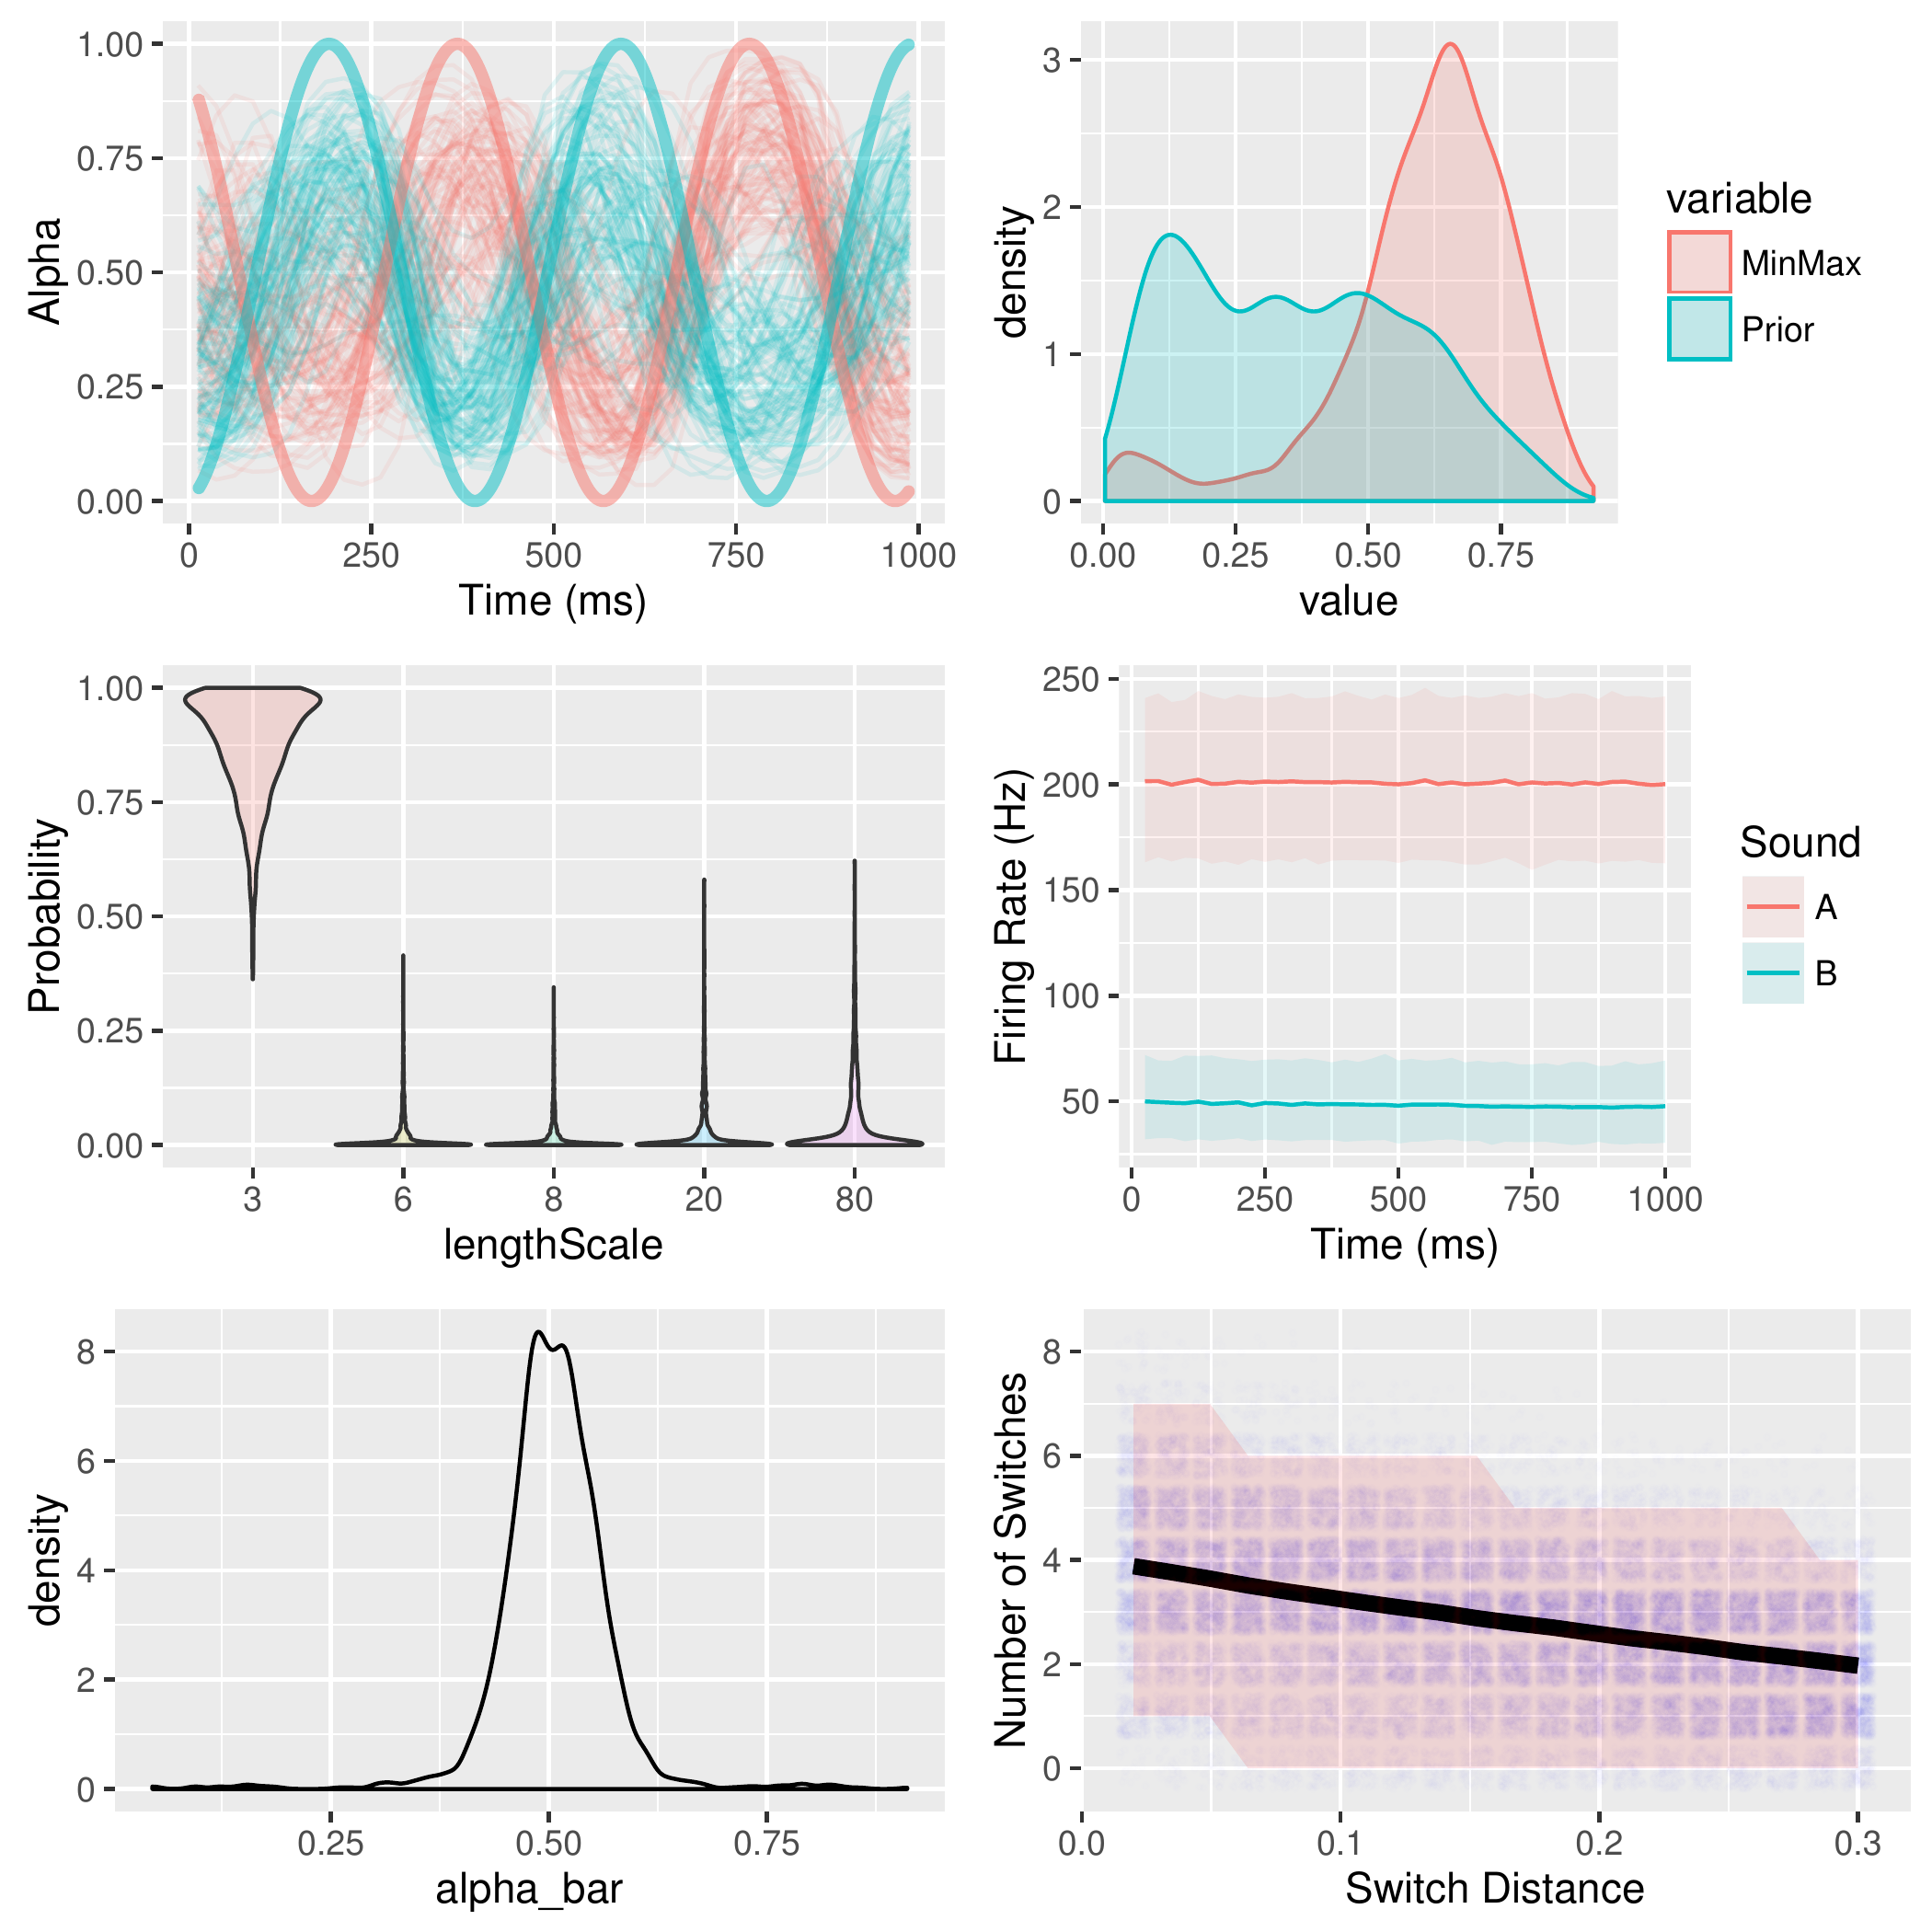 1.00
0.75
0.50
0.25
0.00
Alpha
0 250 500 750 1000
Time (ms)
3
2
1
0
density
0.00 0.25 0.50 0.75
value
variable
MinMax
Prior
1.00
0.75
0.50
0.25
0.00
Probability
3 6 8 20 80
lengthScale
250
200
150
100
50
Firing Rate (Hz)
0 250 500 750 1000
Time (ms)
Sound
A
B
8
6
4
2
0
density
0.25 0.50 0.75
alpha_bar
8
6
4
2
0
Number of Switches
0.0 0.1 0.2 0.3
Switch Distance